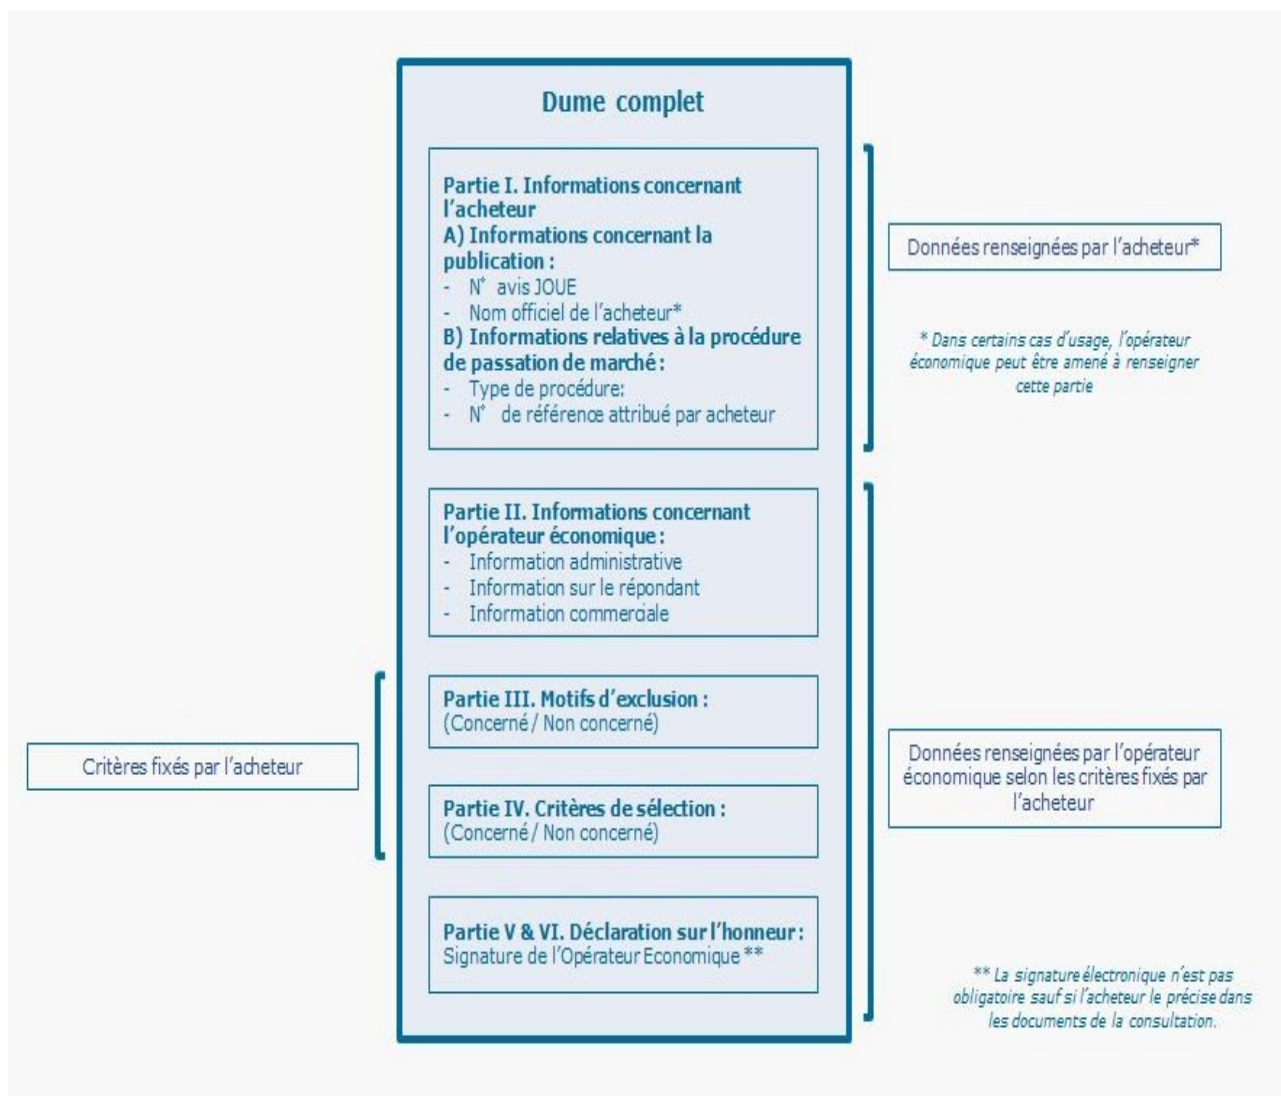 Dume complet
Partie I. Informations concernant
l'acheteur
A) Informations concernant la
publication :
- N° avis JOUE
- Nom officiel de l'acheteur*
B) Informations relatives à la procédure
de passation de marché :
- Type de procédure:
- N° de référence attribué par acheteur
Données renseignées par l'acheteur*
* Dans certains cas d'usage, l'opérateur
économique peut être amené à renseigner
cette partie
Partie II. Informations concernant
l'opérateur économique :
- Information administrative
- Information sur le répondant
- Information commerciale
Partie III. Motifs d'exclusion :
(Concerné / Non concerné)
Critères fixés par l'acheteur
Partie IV. Critères de sélection :
(Concerné / Non concerné)
Données renseignées par l'opérateur
économique selon les critères fixés par
l'acheteur
Partie V & VI. Déclaration sur l'honneur :
Signature de l'Opérateur Economique **
** La signature électronique n'est pas
obligatoire sauf si l'acheteur le précise dans
les documents de la consultation.